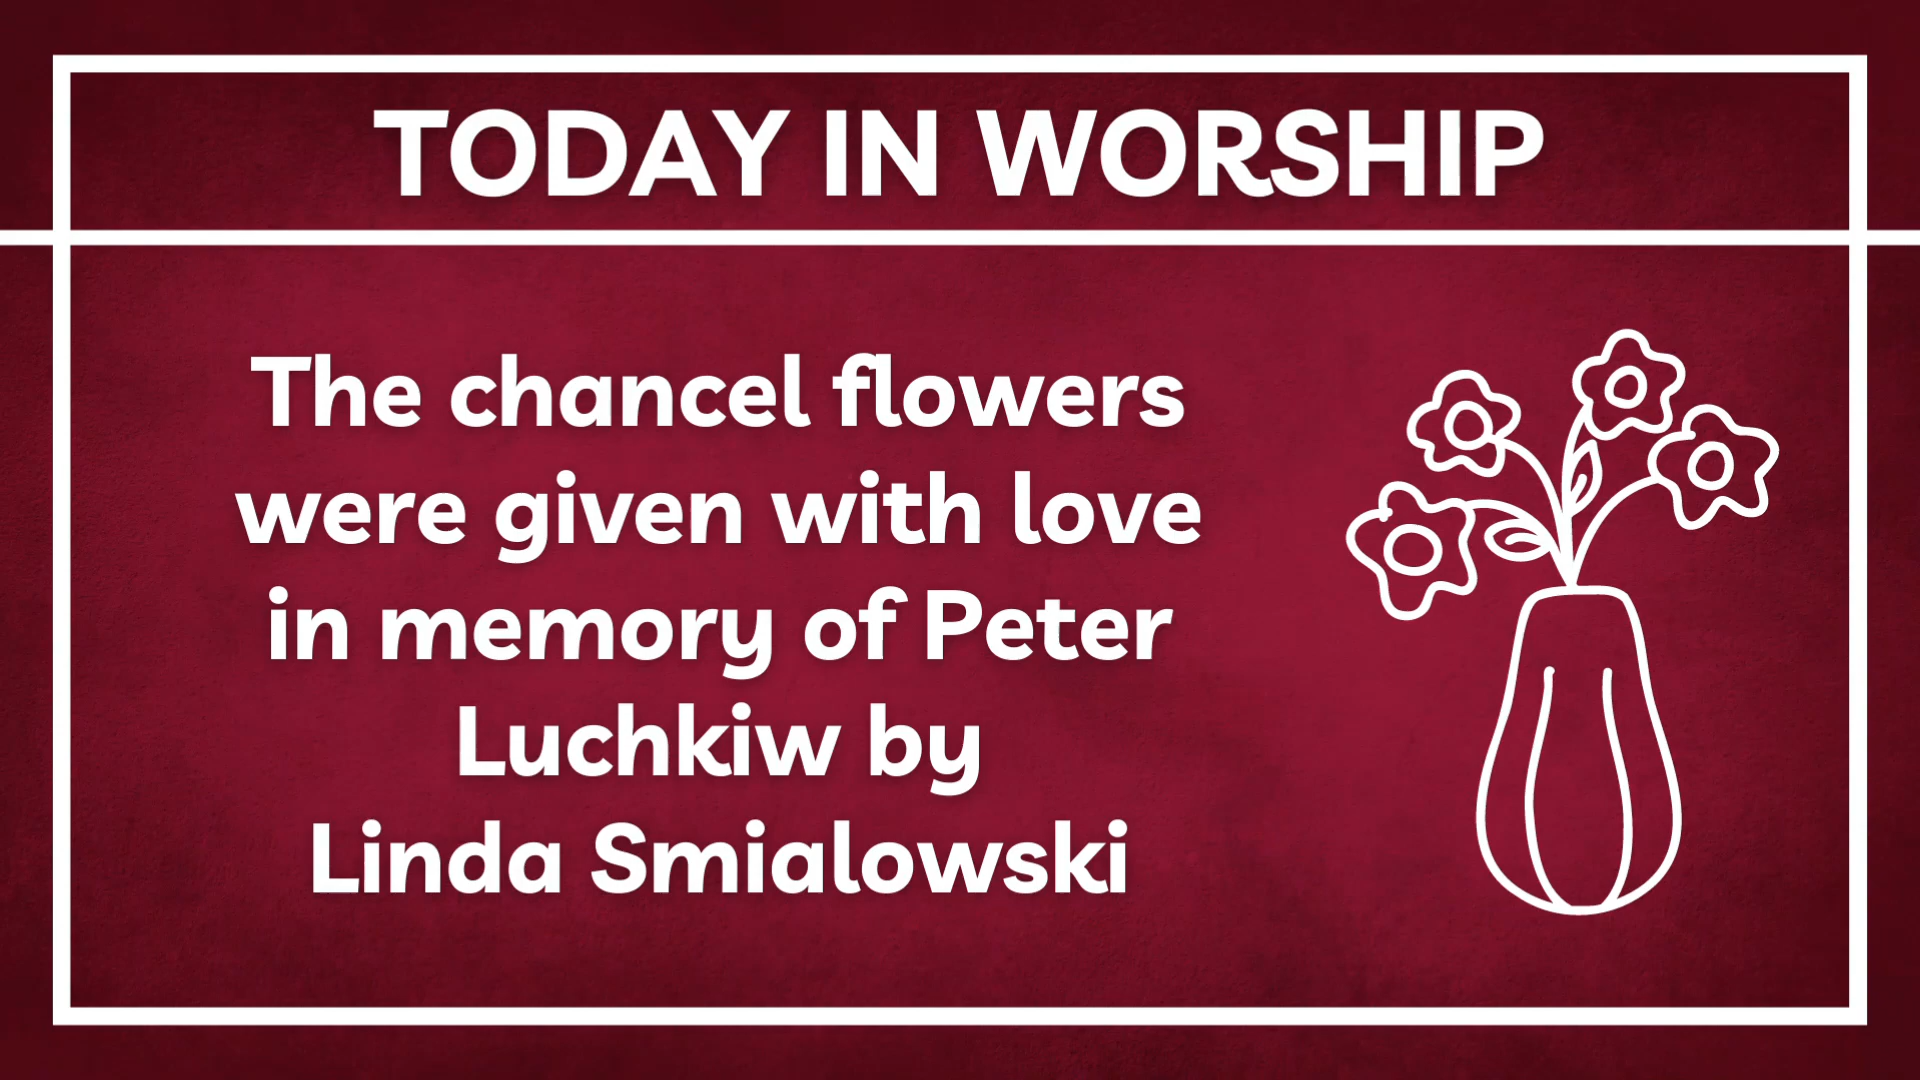 TODAY IN WORSHIP
The chancel flowers
were given with love
in memory of Peter
Luchkiw by
Linda Smialowski